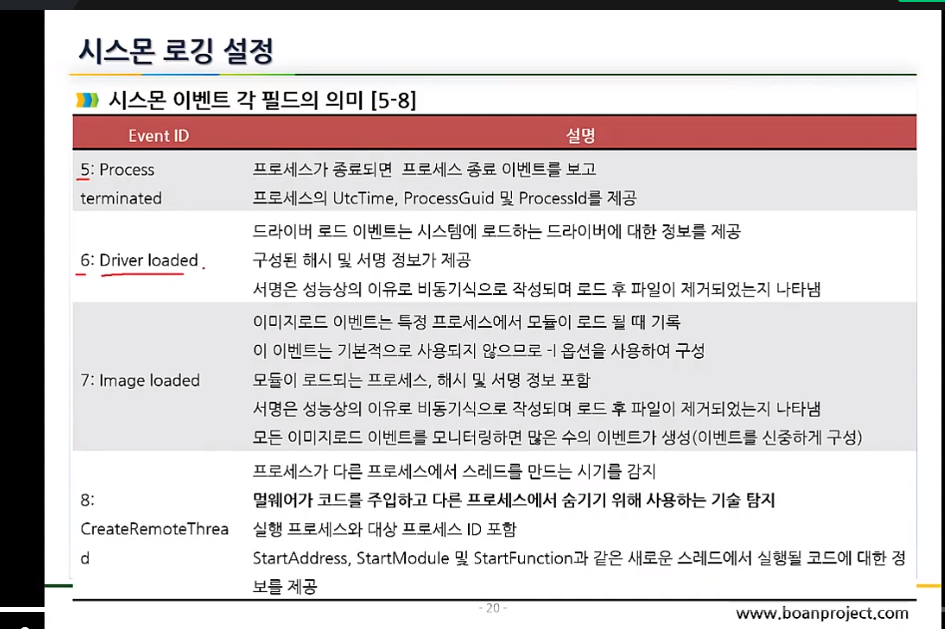 시스몬 로깅 설정
시스몬 이벤트 각 필드의 의미 [5-8]
Event ID 설명
5: Process
terminated
프로세스가 종료되면 프로세스 종료 이벤트를 보고
프로세스의 UtcTime, ProcessGuid 및 ProcessId를 제공
6: Driver loaded
드라이버 로드 이벤트는 시스템에 로드하는 드라이버에 대한 정보를 제공
구성된 해시 및 서명 정보가 제공
서명은 성능상의 이유로 비동기식으로 작성되며 로드 후 파일이 제거되었는지 나타냄
7: Image loaded
이미지로드 이벤트는 특정 프로세스에서 모듈이 로드 될 때 기록
이 이벤트는 기본적으로 사용되지 않으므로 -l 옵션을 사용하여 구성
모듈이 로드되는 프로세스, 해시 및 서명 정보 포함
서명은 성능상의 이유로 비동기식으로 작성되며 로드 후 파일이 제거되었는지 나타냄
모든 이미지로드 이벤트를 모니터링하면 많은 수의 이벤트가 생성(이벤트를 신중하게 구성)
8:
CreateRemoteThrea
d
프로세스가 다른 프로세스에서 스레드를 만드는 시기를 감지
멀웨어가 코드를 주입하고 다른 프로세스에서 숨기기 위해 사용하는 기술 탐지
실행 프로세스와 대상 프로세스 ID 포함
StartAddress, StartModule 및 StartFunction과 같은 새로운 스레드에서 실행될 코드에 대한 정
보를 제공
- 20 -
www.boanproject.com